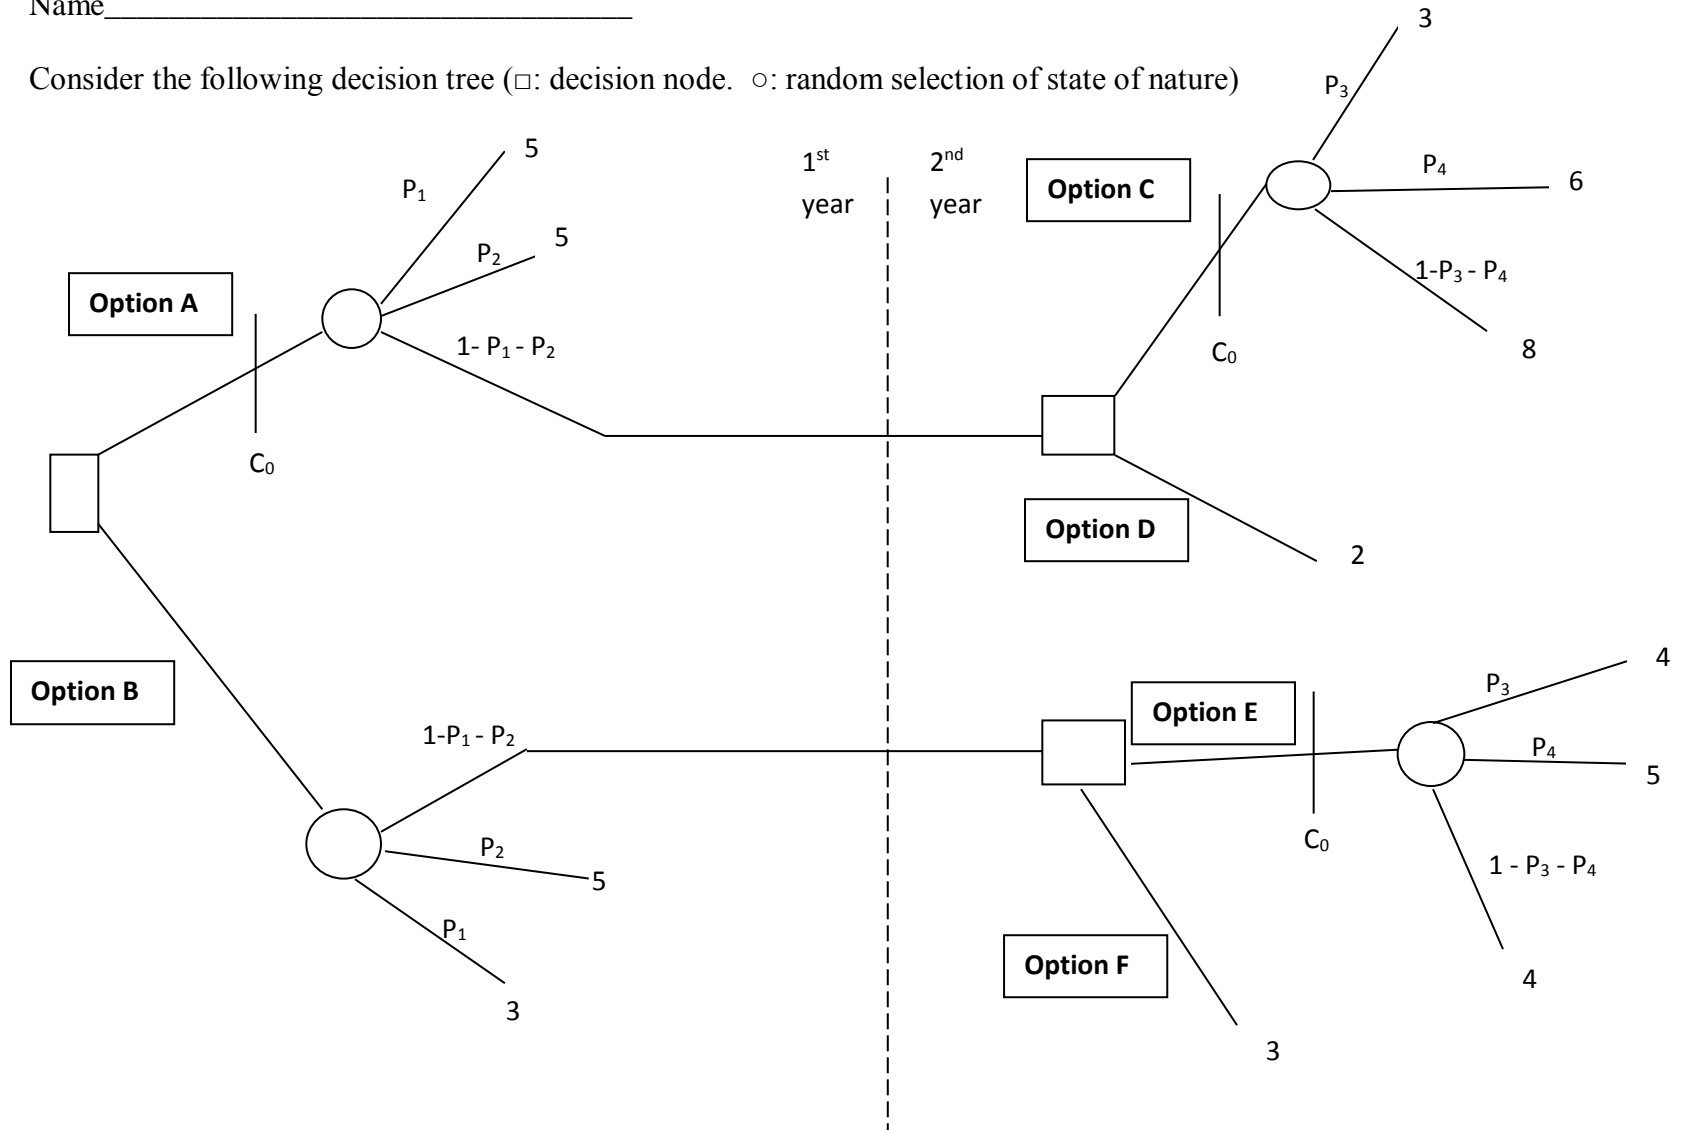 Name
Consider the following decision tree (□: decision node. ○: random selection of state of nature)
3
P₃
5
P₁
1st year
2nd year
Option C
P₄
6
5
P₂
1-P₃ - P₄
Option A
1- P₁ - P₂
C₀
8
C₀
Option D
2
4
Option B
P₃
Option E
1-P₁ - P₂
P₄
5
P₂
5
C₀
1 - P₃ - P₄
P₁
Option F
4
3
3